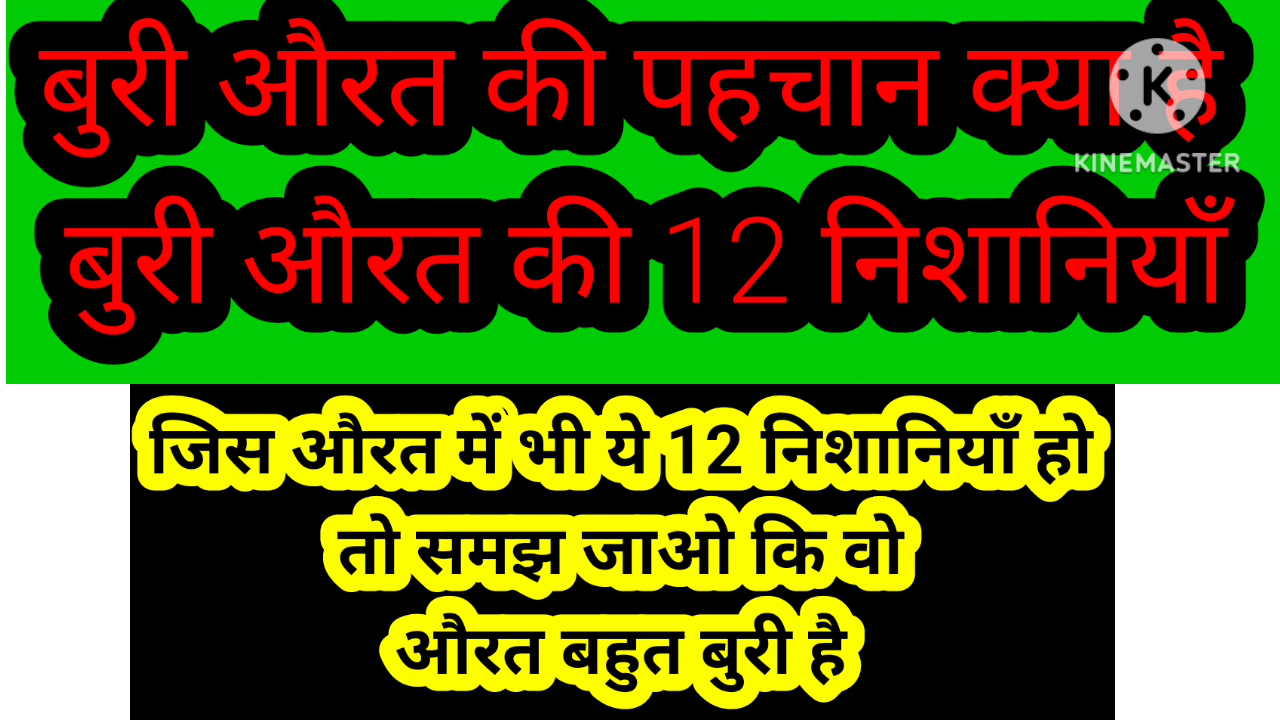 बुरी औरत की पहचान क्या है
KINEMASTER
बुरी औरत की 12 निशानियाँ
जिस औरत में भी ये 12 निशानियाँ हो
तो समझ जाओ कि वो
औरत बहुत बुरी है